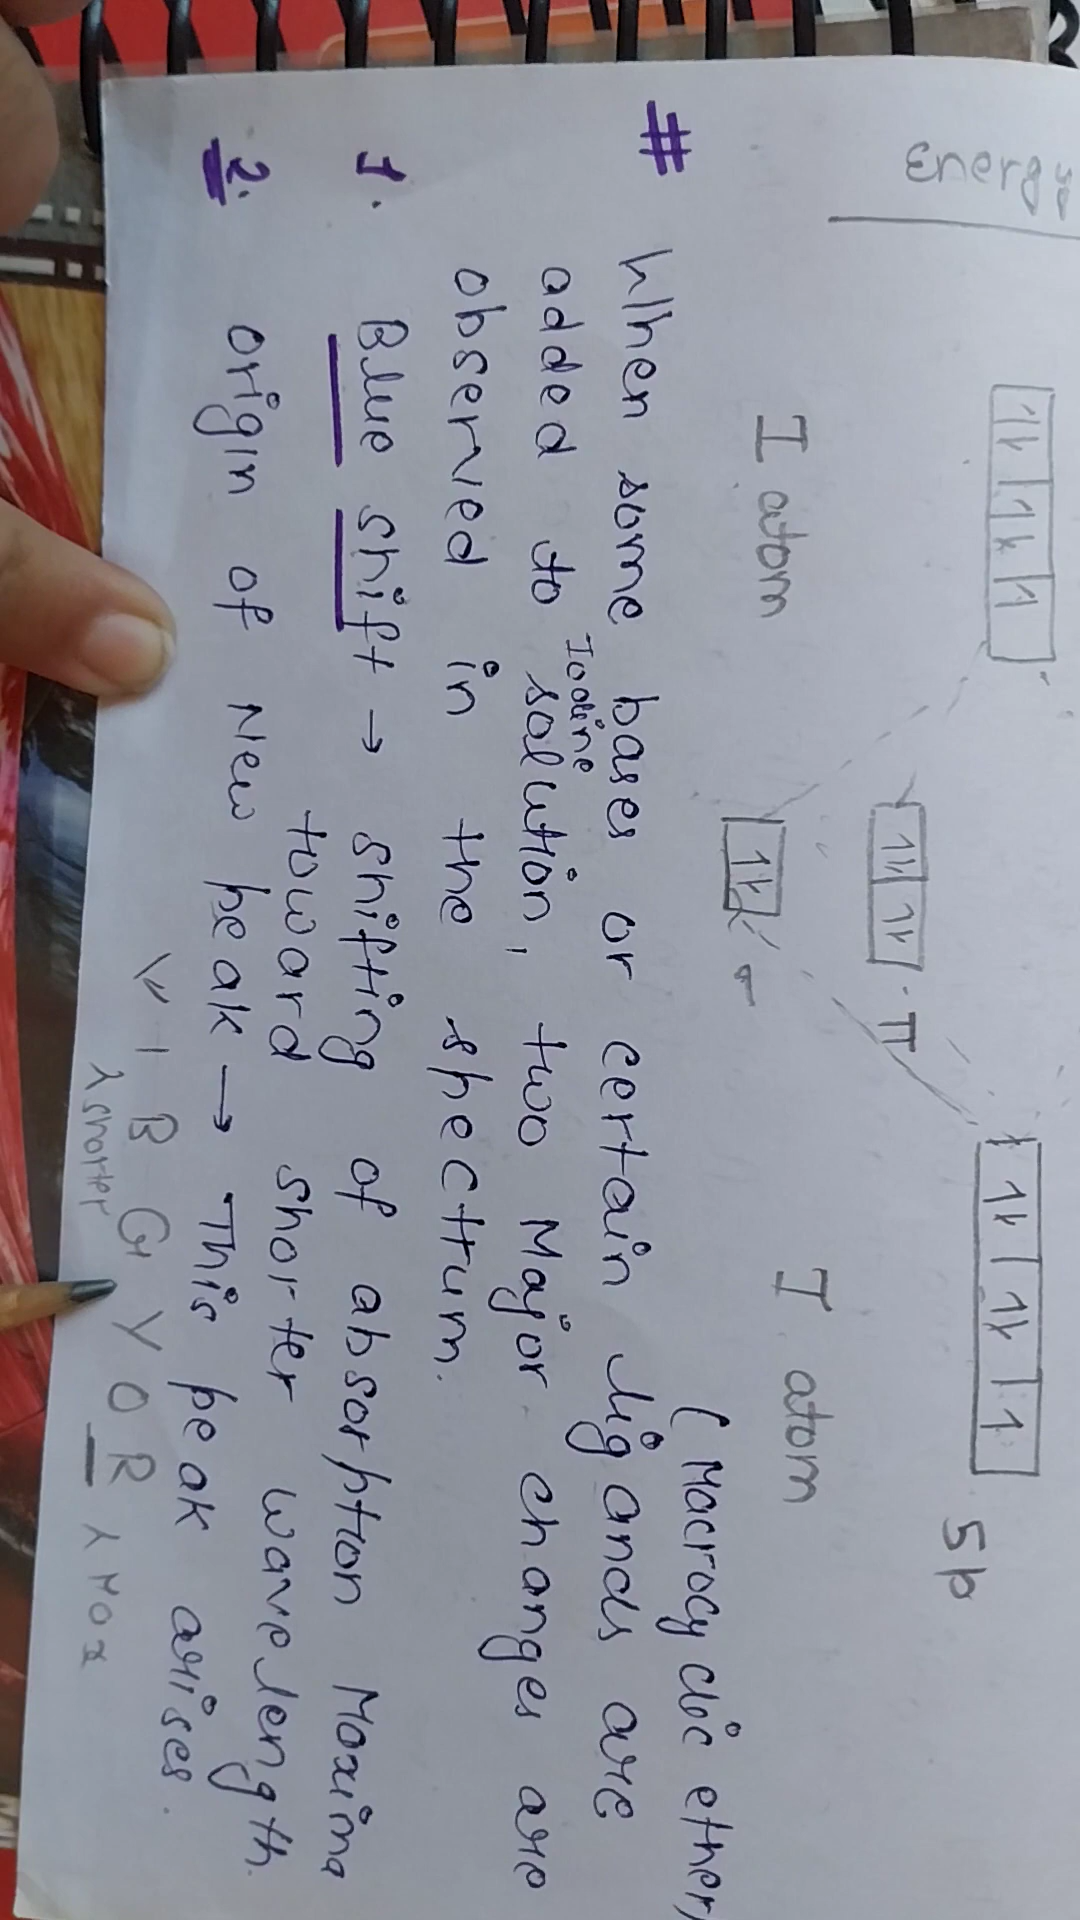 Energy
5p
π
σ
I atom
I atom
(Macrocyclic ether,
# When some bases or certain ligands are
added to Iodine solution, two Major changes are
observed in the spectrum.
1. Blue shift → shifting of absorption Maxima
toward shorter wavelength.
2. Origin of New peak → This peak arises.
V I B G Y O R λ max
λ shorter